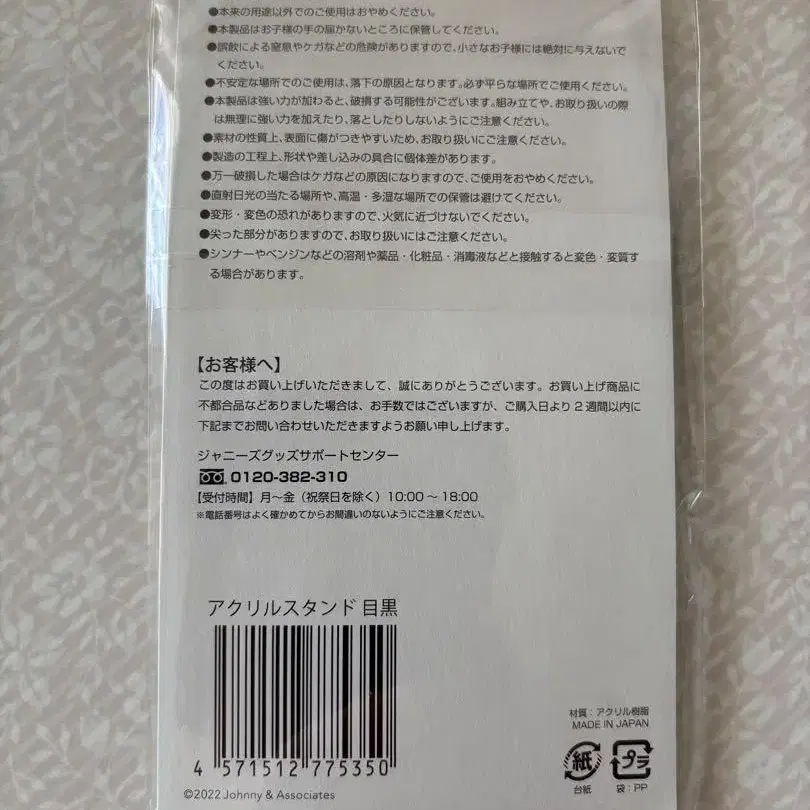 ●本来の用途以外でのご使用はおやめください。
●本製品はお子様の手の届かないところに保管してください。
●誤飲による窒息やケガなどの危険がありますので、小さなお子様には絶対に与えないで
ください。
●不安定な場所でのご使用は、落下の原因となります。必ず平らな場所でご使用ください。
●本製品は強い力が加わると、破損する可能性がございます。組み立てや、お取り扱いの際
は無理に強い力を加えたり、落としたりしないようにご注意ください。
●素材の性質上、表面に傷がつきやすいため、お取り扱いにご注意ください。
●製造の工程上、形状や差し込みの具合に個体差があります。
●万一破損した場合はケガなどの原因になりますので、ご使用をおやめください。
●直射日光の当たる場所や、高温・多湿な場所での保管は避けてください。
●変形・変色の恐れがありますので、火気に近づけないでください。
●尖った部分がありますので、お取り扱いにはご注意ください。
●シンナーやベンジンなどの溶剤や薬品・化粧品・消毒液などと接触すると変色・変質す
る場合があります。
【お客様へ】
この度はお買い上げいただきまして、誠にありがとうございます。お買い上げ商品に
不都合品などありました場合は、お手数ではございますが、ご購入日より2週間以内に
下記までお問い合わせいただきますようお願い申し上げます。
ジャニーズグッズサポートセンター
0120-382-310
【受付時間】月〜金（祝祭日を除く）10:00〜18:00
※電話番号はよく確かめてからお間違いのないようにご注意ください。
アクリルスタンド 目黒
4 571512 775350
©2022 Johnny & Associates
材質：アクリル樹脂
MADE IN JAPAN
紙 プラ
台紙 袋：PP